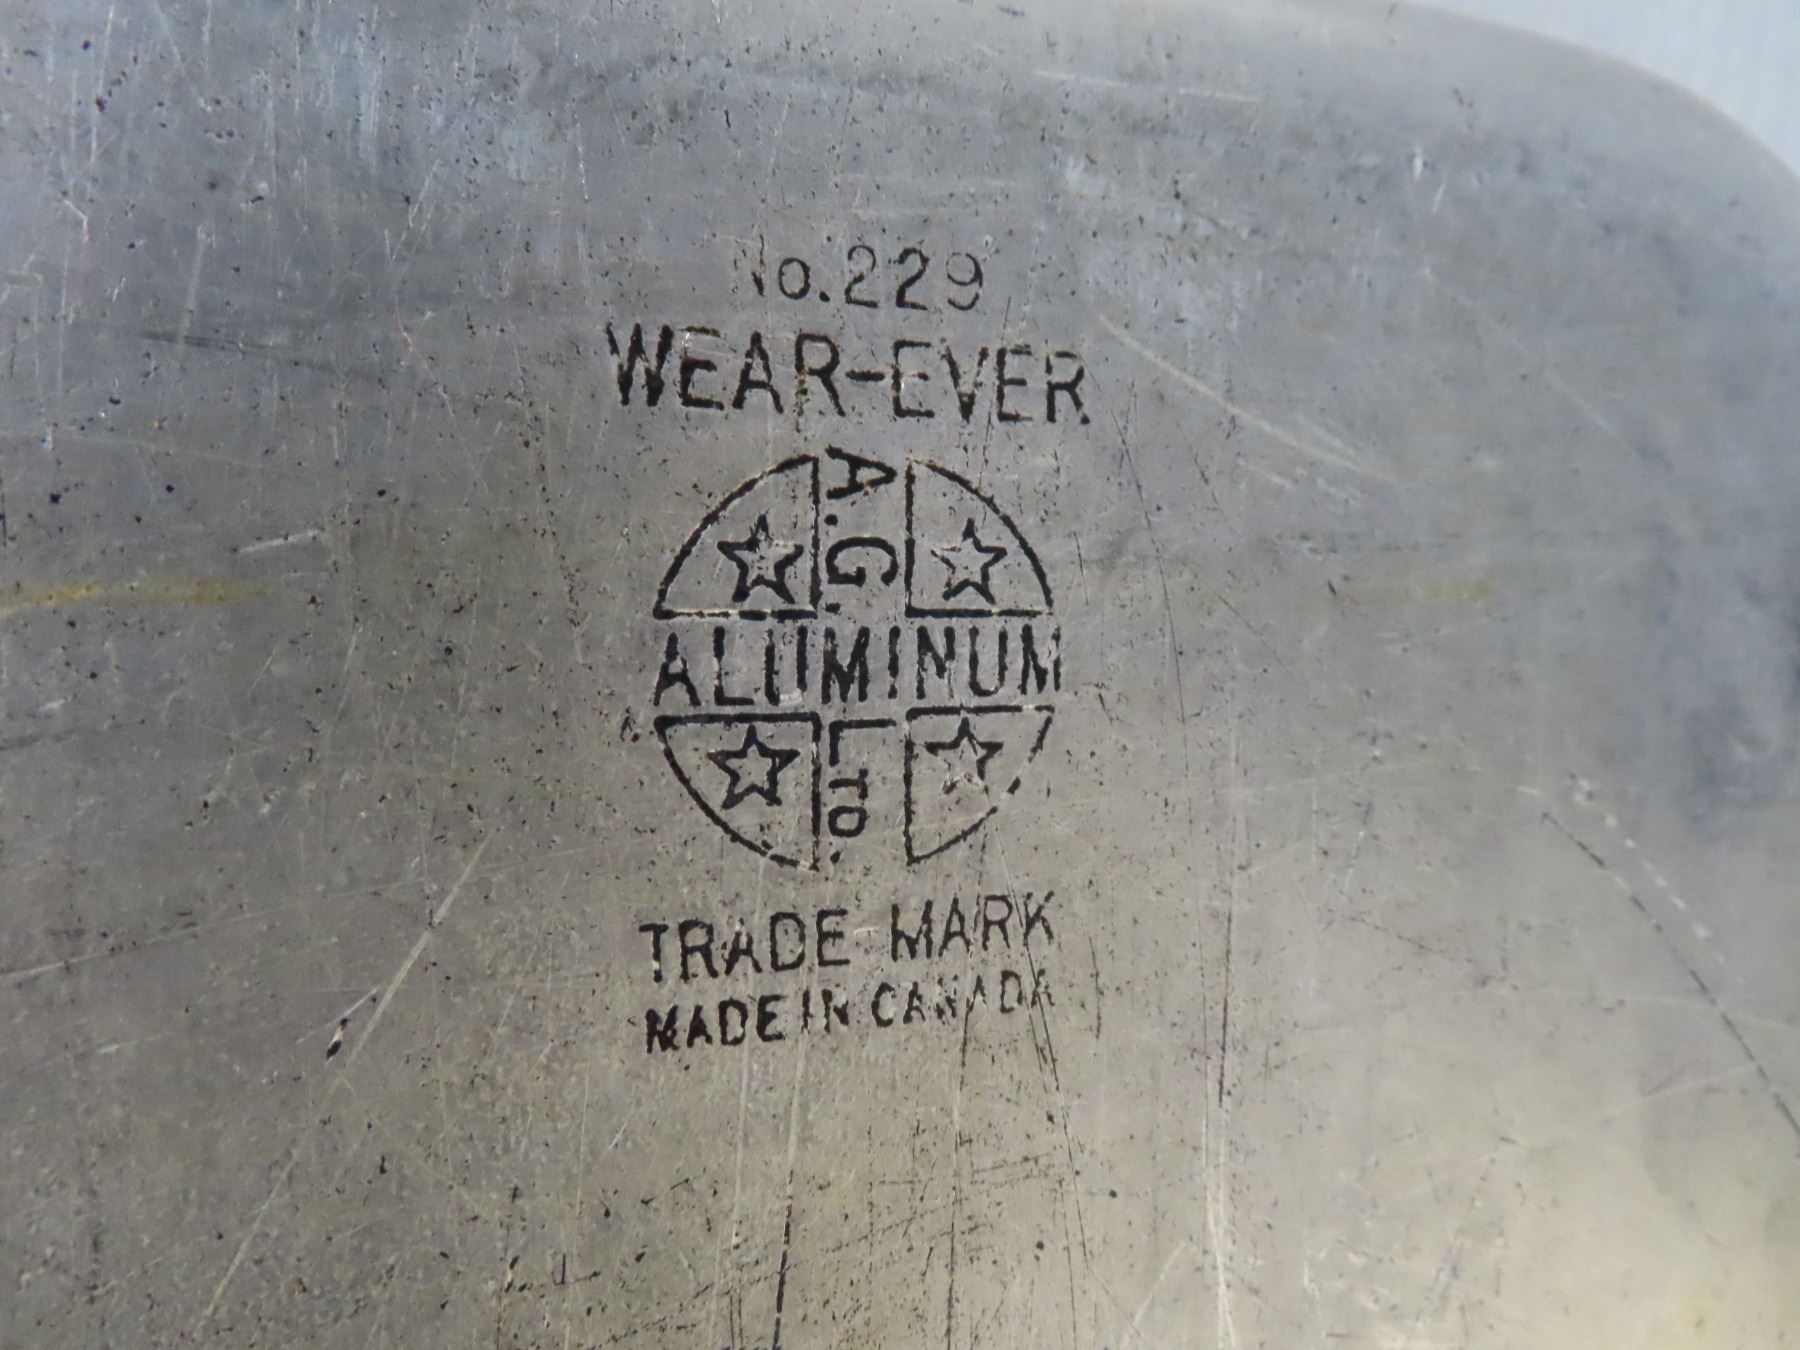 No.229
WEAR-EVER
A.G.
ALUMINUM
LTD.
TRADE MARK
MADE IN CANADA